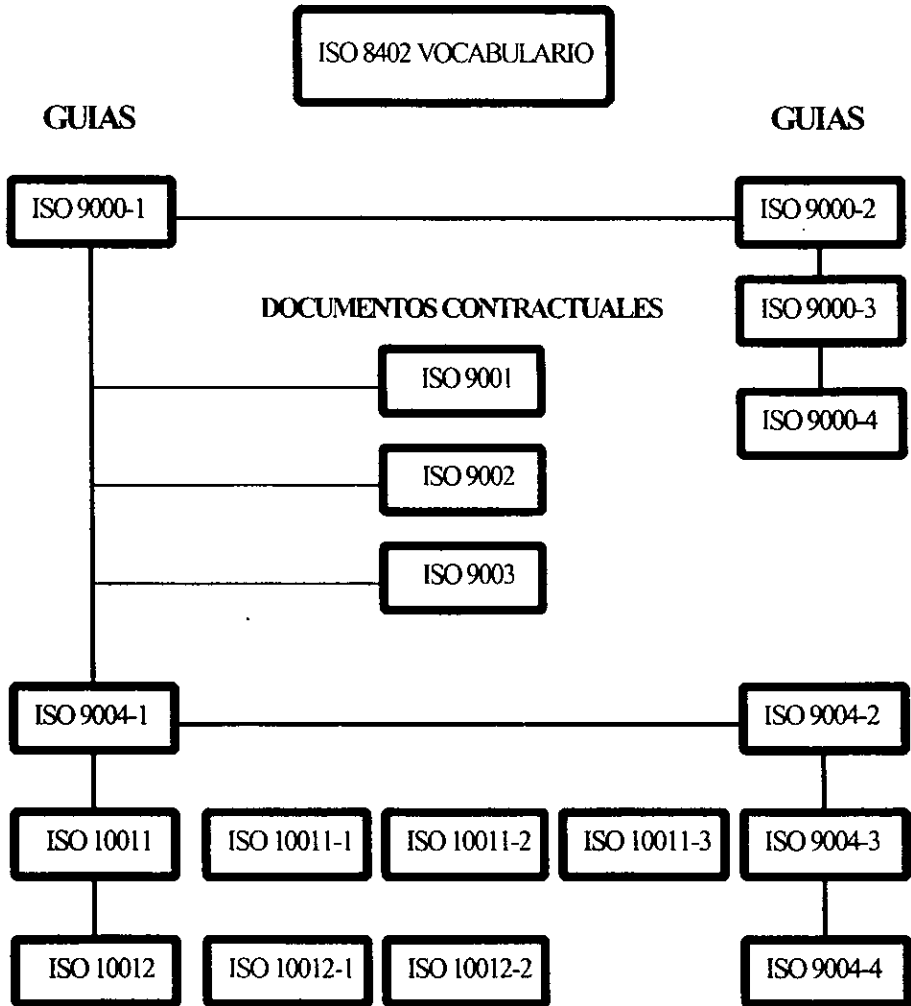 ISO 8402 VOCABULARIO
GUIAS
GUIAS
ISO 9000-1
ISO 9000-2
DOCUMENTOS CONTRACTUALES
ISO 9000-3
ISO 9001
ISO 9000-4
ISO 9002
ISO 9003
ISO 9004-1
ISO 9004-2
ISO 10011
ISO 10011-1
ISO 10011-2
ISO 10011-3
ISO 9004-3
ISO 10012
ISO 10012-1
ISO 10012-2
ISO 9004-4